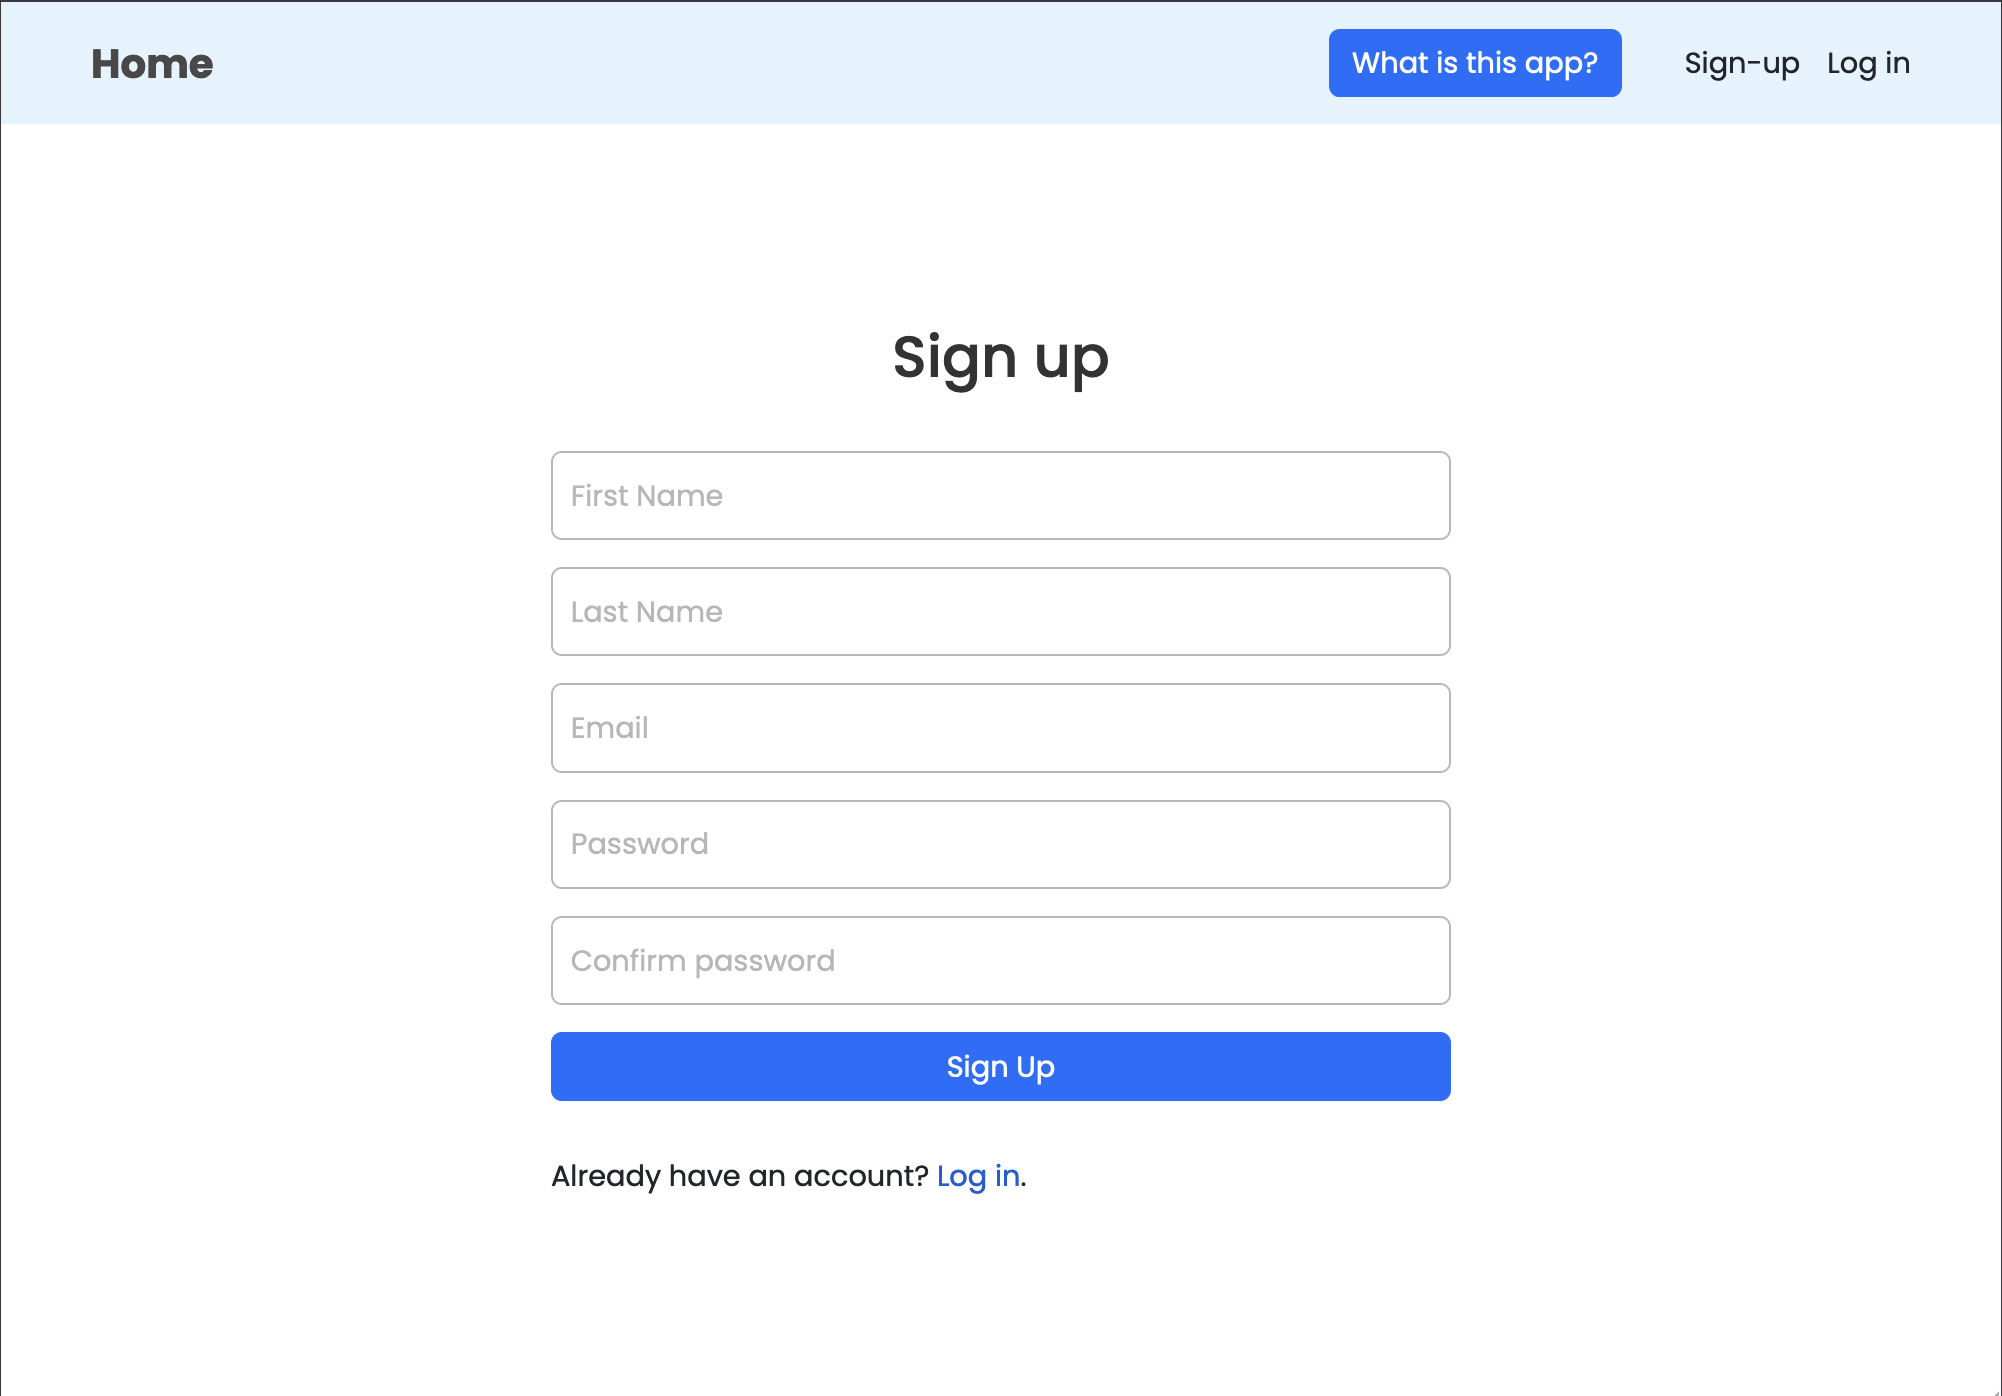 Home What is this app? Sign-up Log in
Sign up
First Name
Last Name
Email
Password
Confirm password
Sign Up
Already have an account? Log in.